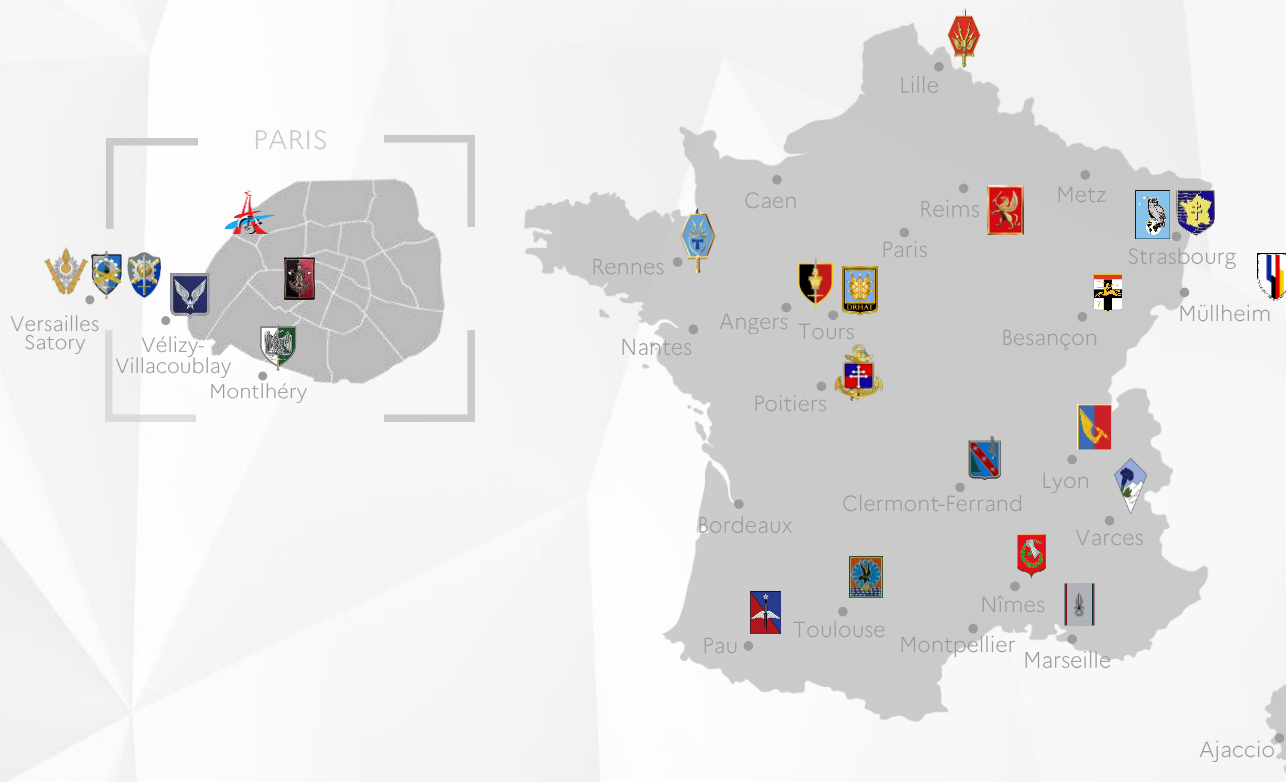 PARIS
Versailles
Satory
Vélizy-
Villacoublay
Montlhéry
Lille
Caen
Reims
Metz
Paris
Strasbourg
Rennes
Angers
Tours
DRHAT
Nantes
Besançon
Müllheim
Poitiers
Clermont-Ferrand
Lyon
Bordeaux
Varces
Nîmes
Toulouse
Pau
Montpellier
Marseille
Ajaccio